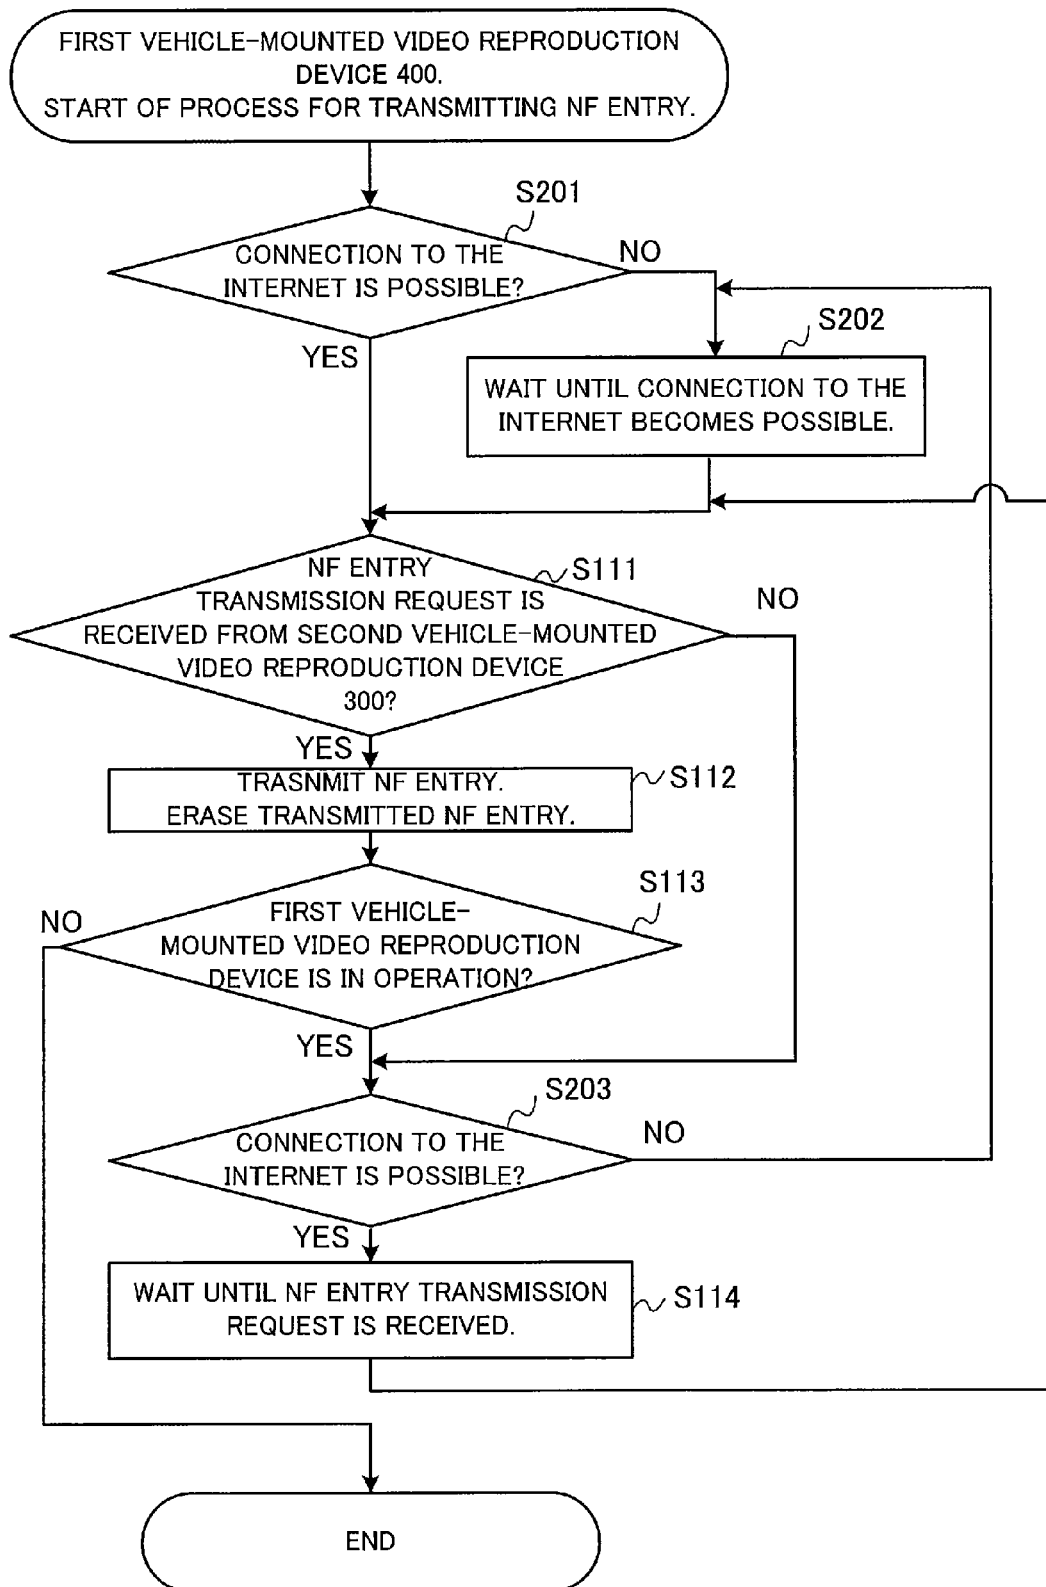 FIRST VEHICLE-MOUNTED VIDEO REPRODUCTION
DEVICE 400.
START OF PROCESS FOR TRANSMITTING NF ENTRY.
S201
CONNECTION TO THE
INTERNET IS POSSIBLE?
NO
YES
S202
WAIT UNTIL CONNECTION TO THE
INTERNET BECOMES POSSIBLE.
S111
NF ENTRY
TRANSMISSION REQUEST IS
RECEIVED FROM SECOND VEHICLE-MOUNTED
VIDEO REPRODUCTION DEVICE
300?
NO
YES
S112
TRASNMIT NF ENTRY.
ERASE TRANSMITTED NF ENTRY.
S113
FIRST VEHICLE-
MOUNTED VIDEO REPRODUCTION
DEVICE IS IN OPERATION?
NO
YES
S203
CONNECTION TO THE
INTERNET IS POSSIBLE?
NO
YES
WAIT UNTIL NF ENTRY TRANSMISSION
REQUEST IS RECEIVED.
S114
END